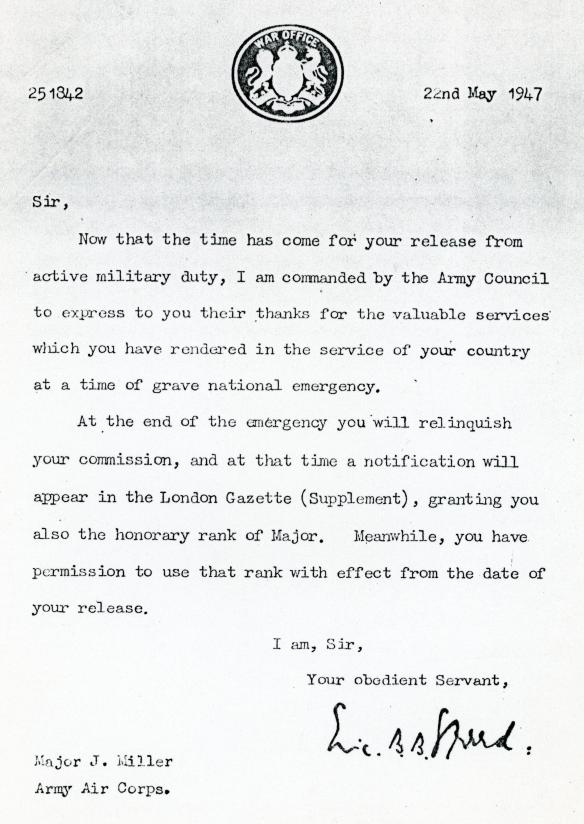 WAR OFFICE
251842
22nd May 1947
Sir,
Now that the time has come for your release from
active military duty, I am commanded by the Army Council
to express to you their thanks for the valuable services
which you have rendered in the service of your country
at a time of grave national emergency.
At the end of the emergency you will relinquish
your commission, and at that time a notification will
appear in the London Gazette (Supplement), granting you
also the honorary rank of Major. Meanwhile, you have
permission to use that rank with effect from the date of
your release.
I am, Sir,
Your obedient Servant,
Eric. B.B. Speed.
Major J. Miller
Army Air Corps.